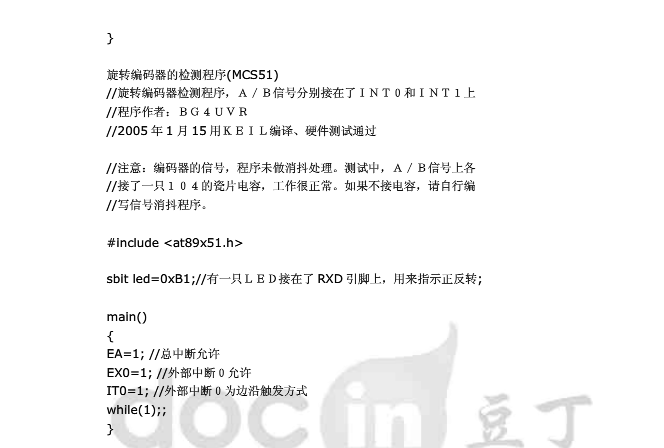 }
旋转编码器的检测程序(MCS51)
//旋转编码器检测程序，Ａ／Ｂ信号分别接在了ＩＮＴ０和ＩＮＴ１上
//程序作者：ＢＧ４ＵＶＲ
//2005 年 1 月 15 用ＫＥＩＬ编译、硬件测试通过
//注意：编码器的信号，程序未做消抖处理。测试中，Ａ／Ｂ信号上各
//接了一只１０４的瓷片电容，工作很正常。如果不接电容，请自行编
//写信号消抖程序。
#include <at89x51.h>
sbit led=0xB1;//有一只ＬＥＤ接在了 RXD 引脚上，用来指示正反转;
main()
{
EA=1; //总中断允许
EX0=1; //外部中断０允许
IT0=1; //外部中断０为边沿触发方式
while(1);;
}
docin 豆丁